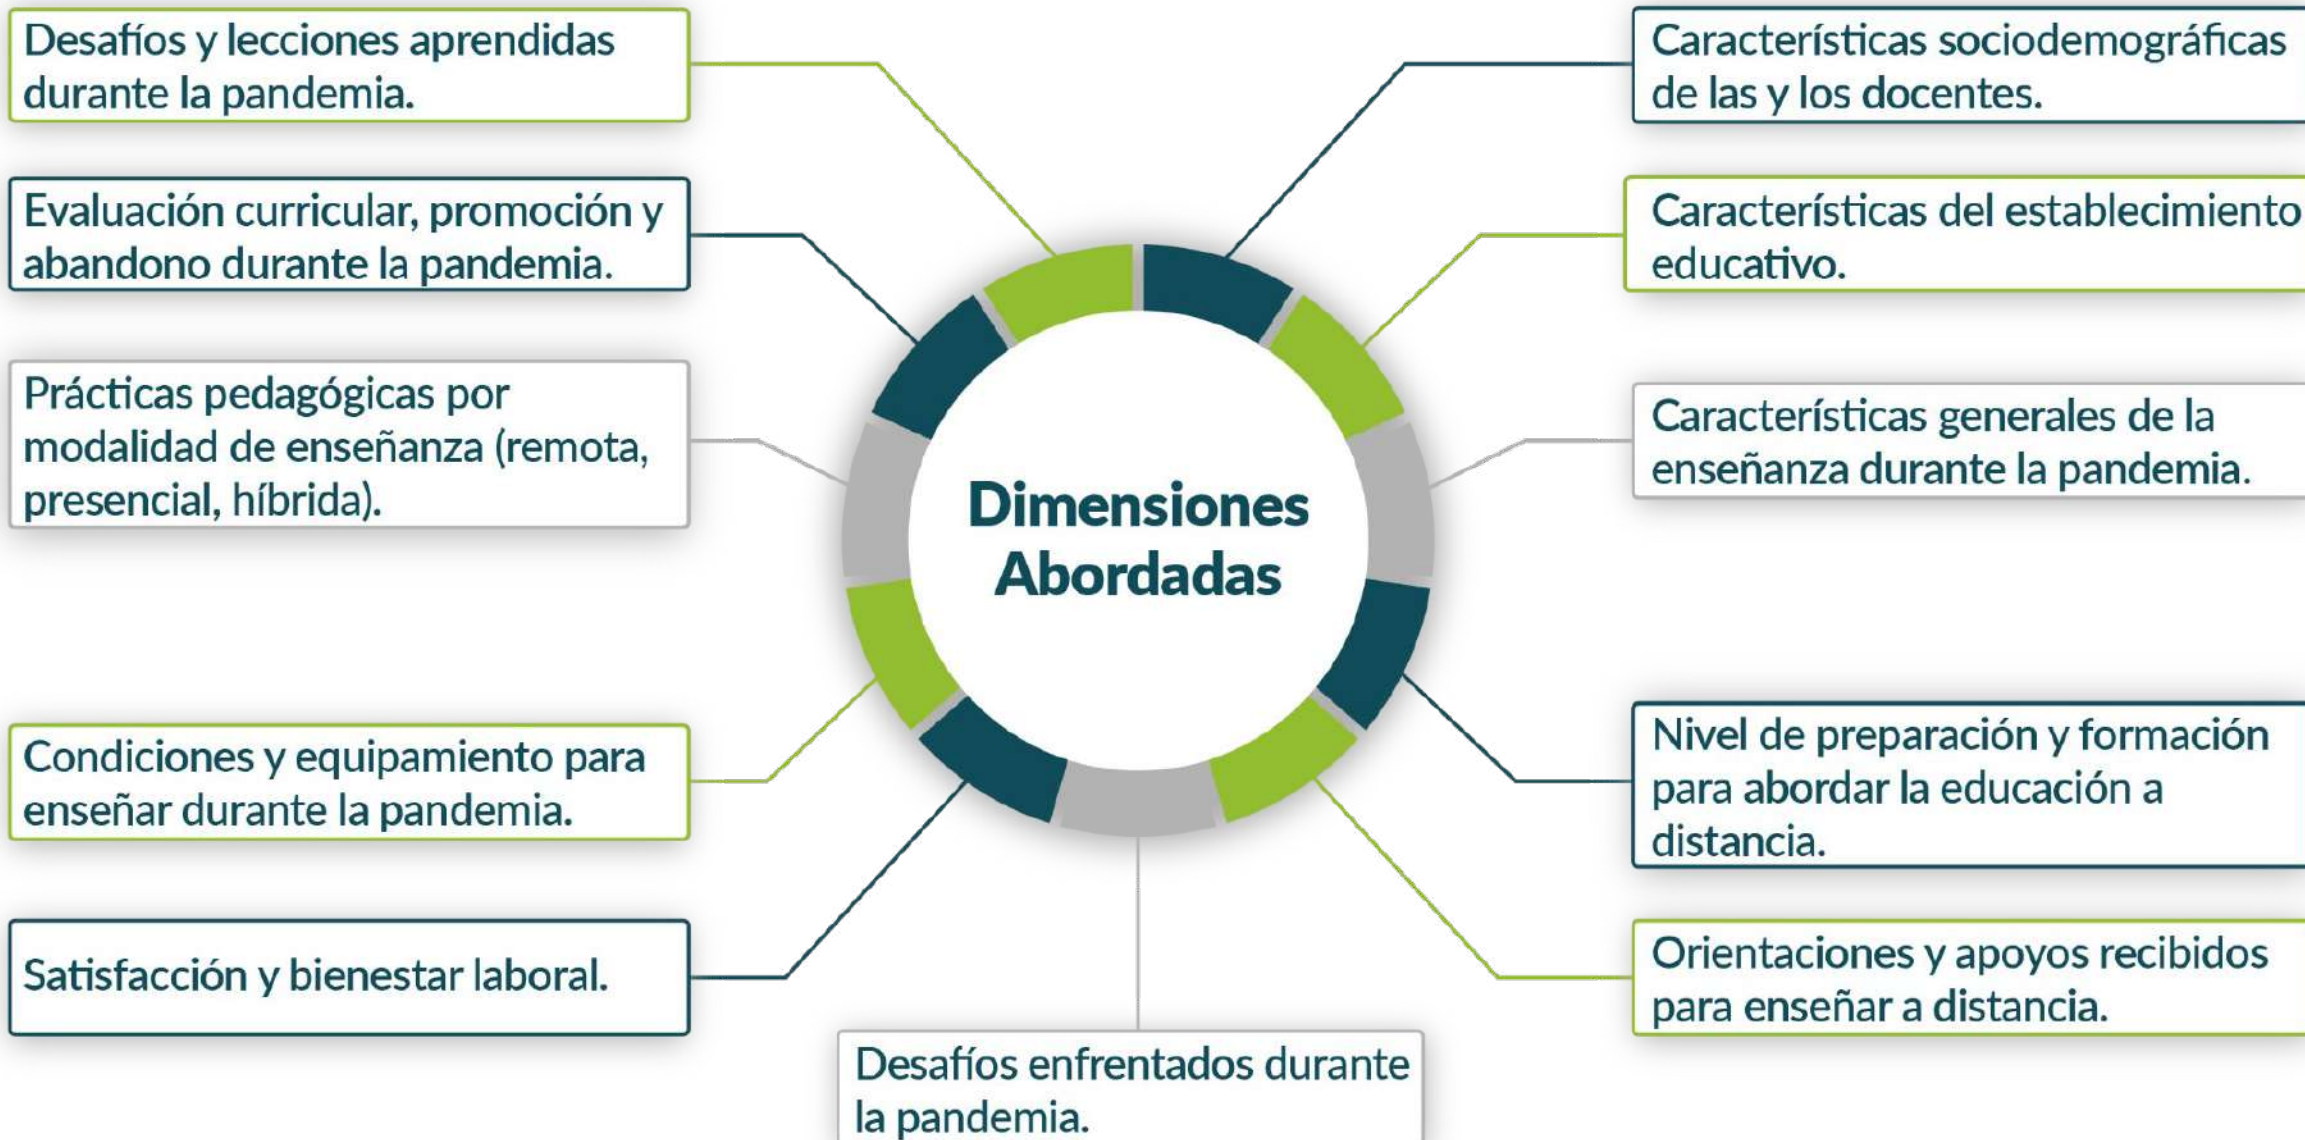 Desafíos y lecciones aprendidas
durante la pandemia.
Evaluación curricular, promoción y
abandono durante la pandemia.
Prácticas pedagógicas por
modalidad de enseñanza (remota,
presencial, híbrida).
Condiciones y equipamiento para
enseñar durante la pandemia.
Satisfacción y bienestar laboral.
Dimensiones
Abordadas
Desafíos enfrentados durante
la pandemia.
Características sociodemográficas
de las y los docentes.
Características del establecimiento
educativo.
Características generales de la
enseñanza durante la pandemia.
Nivel de preparación y formación
para abordar la educación a
distancia.
Orientaciones y apoyos recibidos
para enseñar a distancia.